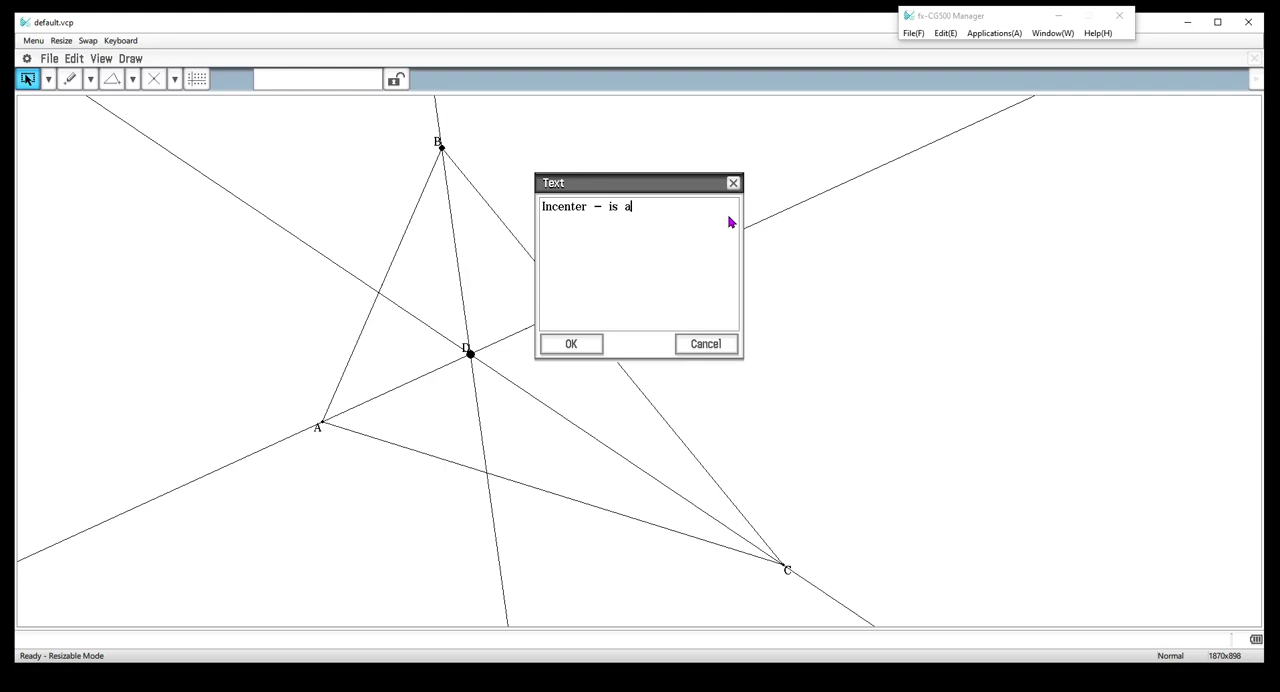 default.vcp
fx-CG500 Manager
File(F) Edit(E) Applications(A) Window(W) Help(H)
Menu Resize Swap Keyboard
File Edit View Draw
B
Text
Incenter - is a
OK Cancel
D
A
C
Ready - Resizable Mode
Normal 1870x898